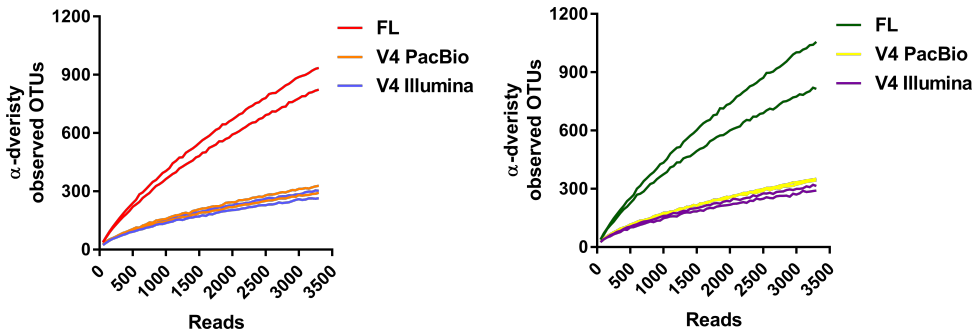 1200
900
600
300
0
α-dveristy
observed OTUs
0
500
1000
1500
2000
2500
3000
3500
Reads
FL
V4 PacBio
V4 Illumina
1200
900
600
300
0
α-dveristy
observed OTUs
0
500
1000
1500
2000
2500
3000
3500
Reads
FL
V4 PacBio
V4 Illumina